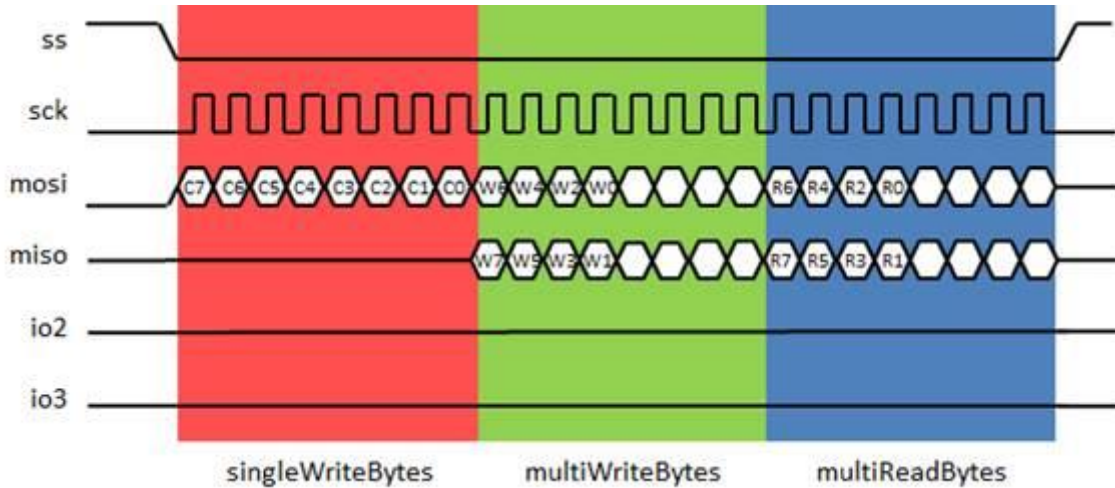 ss
sck
mosi C7 C6 C5 C4 C3 C2 C1 C0 W6 W4 W2 W0 R6 R4 R2 R0
miso W7 W5 W3 W1 R7 R5 R3 R1
io2
io3
singleWriteBytes multiWriteBytes multiReadBytes